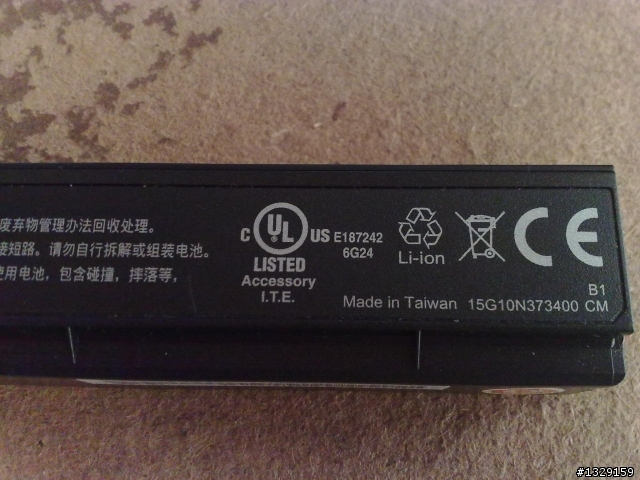 废弃物管理办法回收处理。
接短路。请勿自行拆解或组装电池。
使用电池，包含碰撞，摔落等，
C UL US
LISTED
Accessory
I.T.E.
E187242
6G24
Li-ion
CE
B1
Made in Taiwan 15G10N373400 CM
#1329159